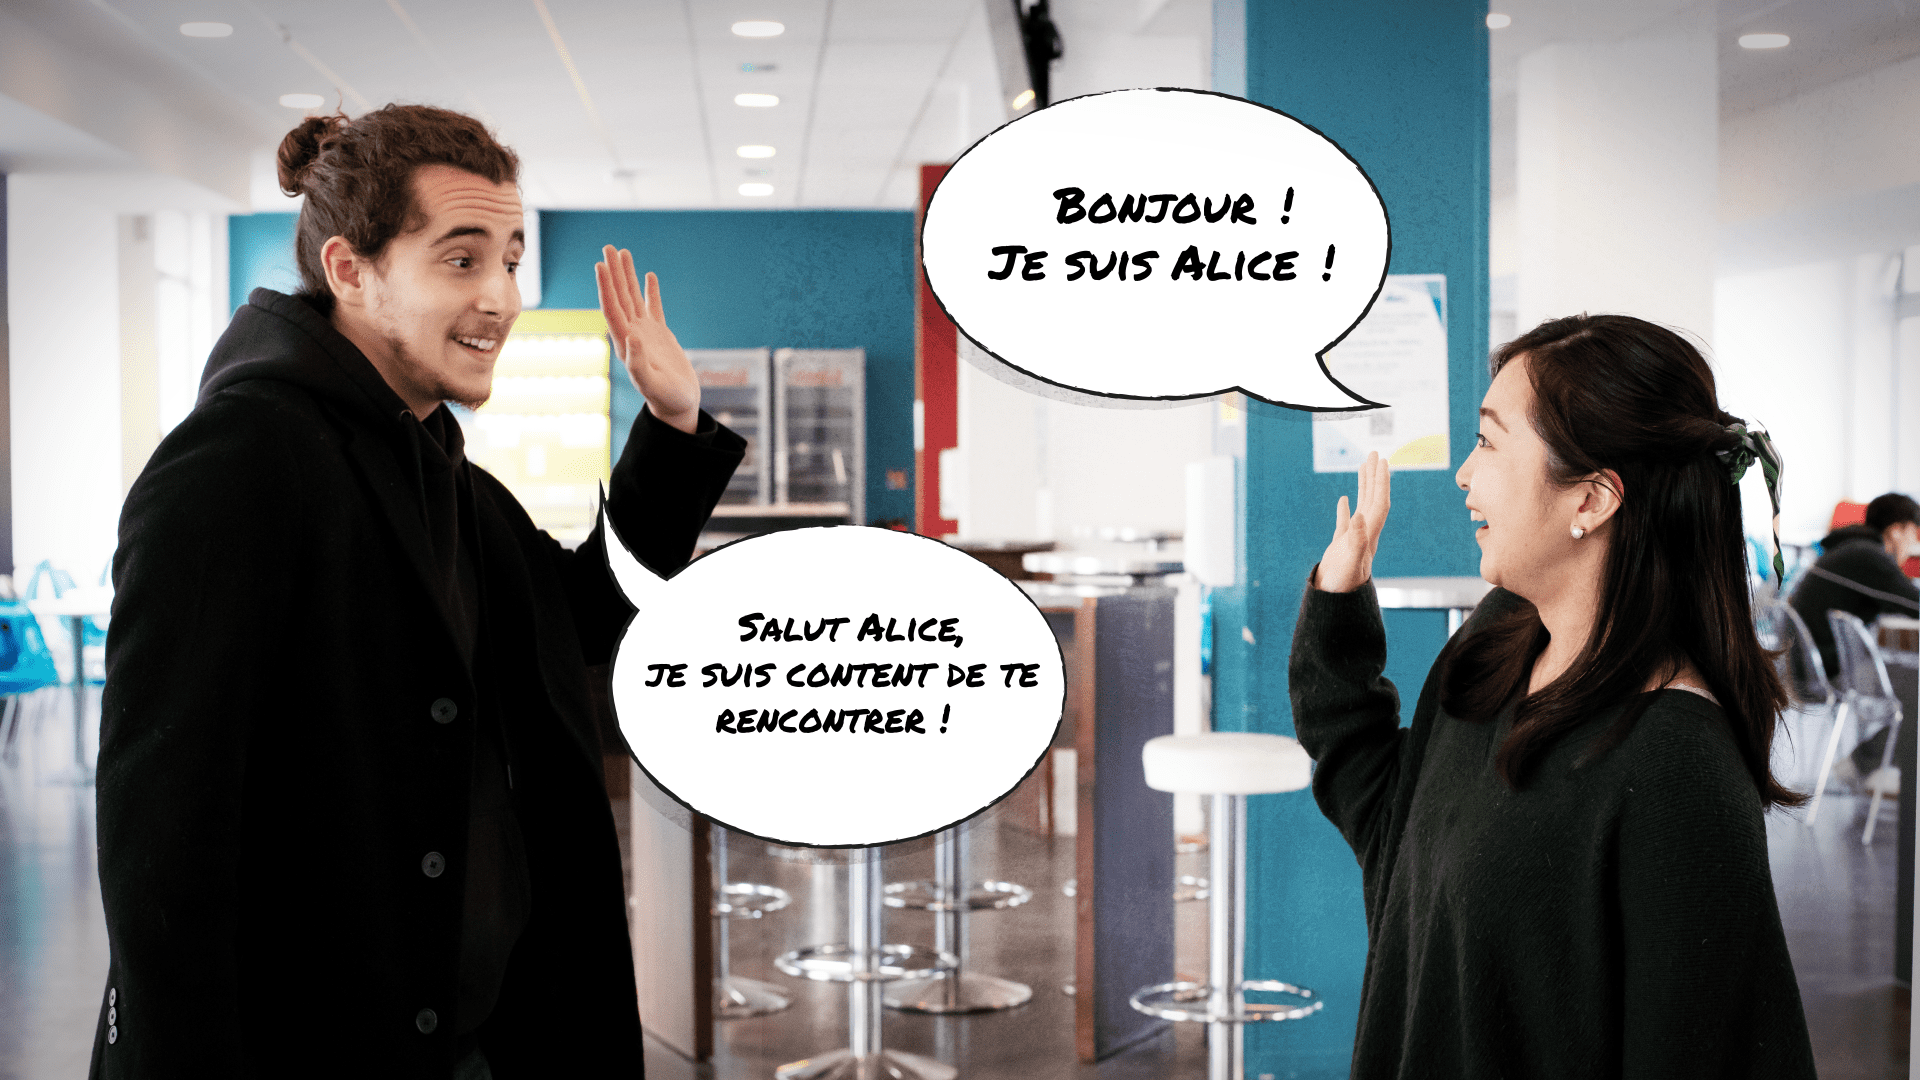 Bonjour !
Je suis Alice !
Salut Alice,
je suis content de te
rencontrer !